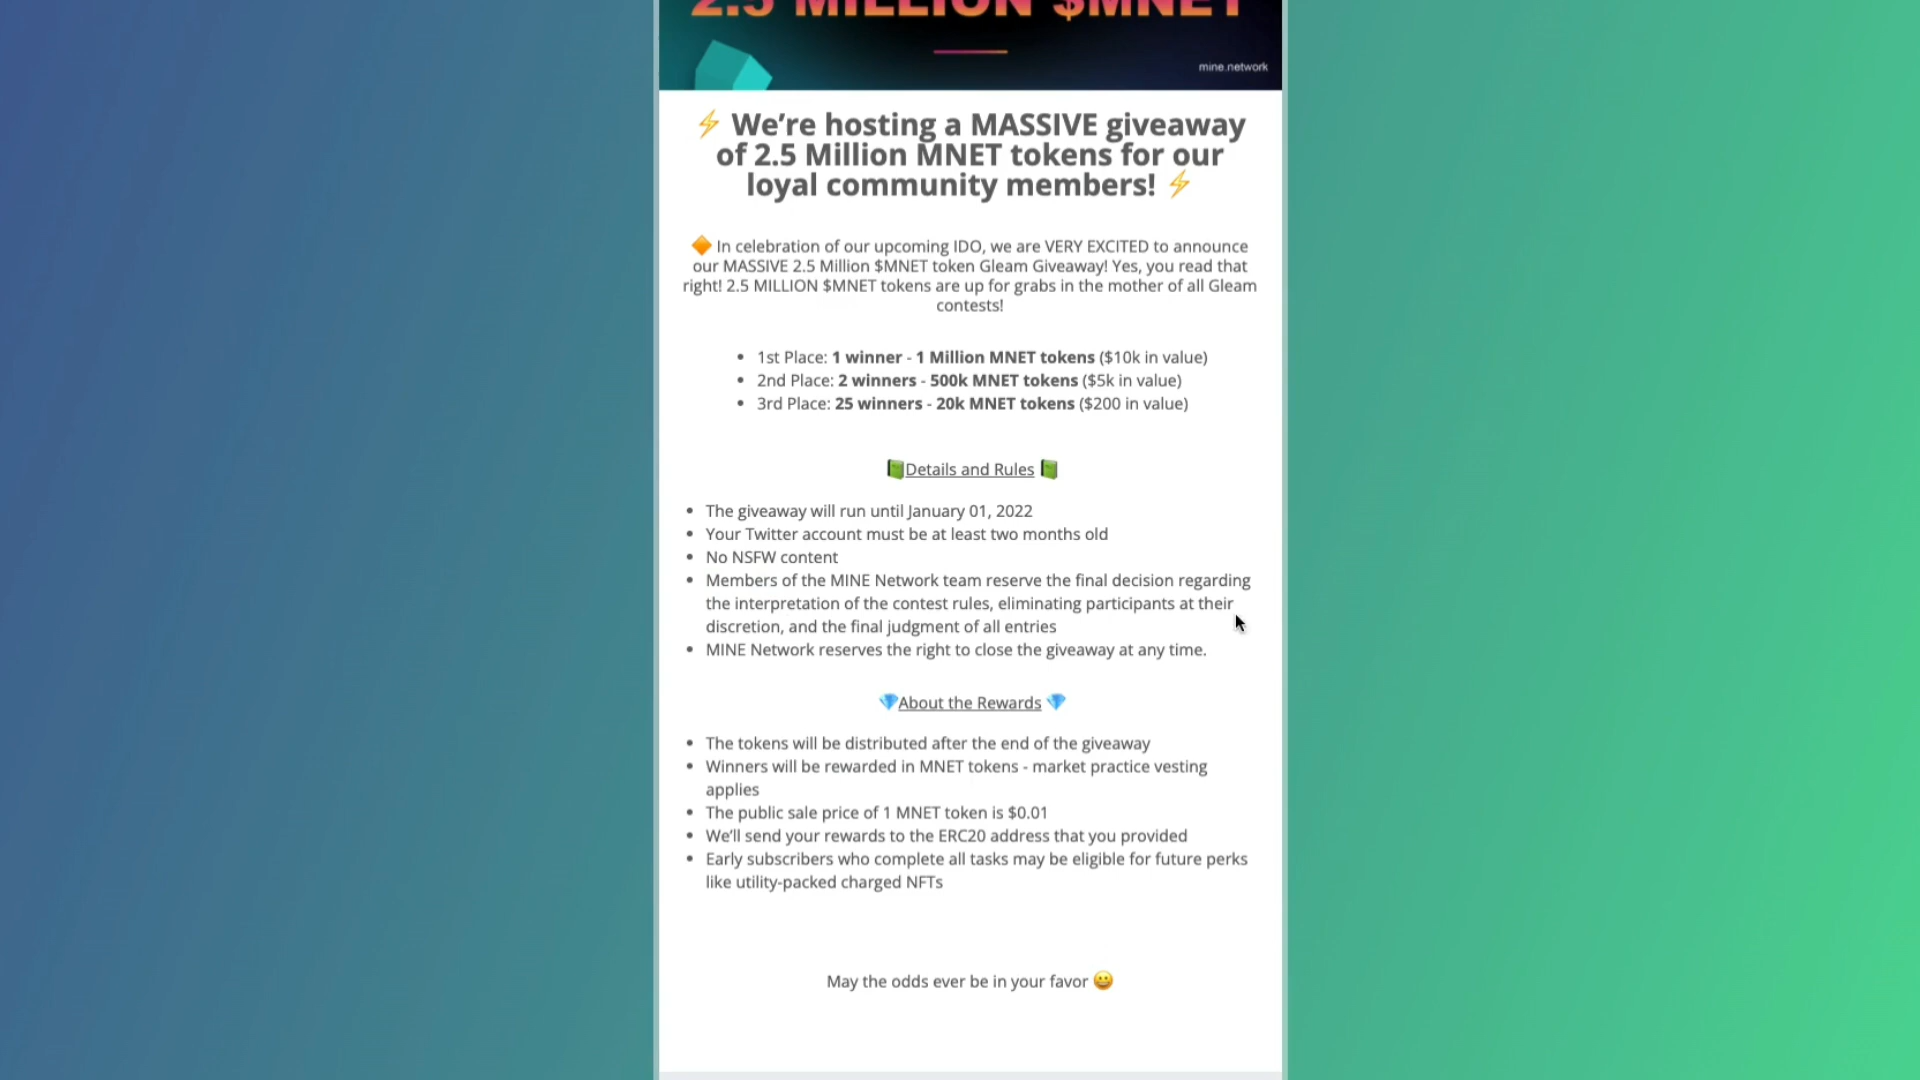 2.5 MILLION $MNET
mine.network
⚡ We’re hosting a MASSIVE giveaway
of 2.5 Million MNET tokens for our
loyal community members! ⚡
🔶 In celebration of our upcoming IDO, we are VERY EXCITED to announce
our MASSIVE 2.5 Million $MNET token Gleam Giveaway! Yes, you read that
right! 2.5 MILLION $MNET tokens are up for grabs in the mother of all Gleam
contests!
• 1st Place: 1 winner - 1 Million MNET tokens ($10k in value)
• 2nd Place: 2 winners - 500k MNET tokens ($5k in value)
• 3rd Place: 25 winners - 20k MNET tokens ($200 in value)
📗Details and Rules 📗
• The giveaway will run until January 01, 2022
• Your Twitter account must be at least two months old
• No NSFW content
• Members of the MINE Network team reserve the final decision regarding
the interpretation of the contest rules, eliminating participants at their
discretion, and the final judgment of all entries
• MINE Network reserves the right to close the giveaway at any time.
💎About the Rewards 💎
• The tokens will be distributed after the end of the giveaway
• Winners will be rewarded in MNET tokens - market practice vesting
applies
• The public sale price of 1 MNET token is $0.01
• We’ll send your rewards to the ERC20 address that you provided
• Early subscribers who complete all tasks may be eligible for future perks
like utility-packed charged NFTs
May the odds ever be in your favor 😀